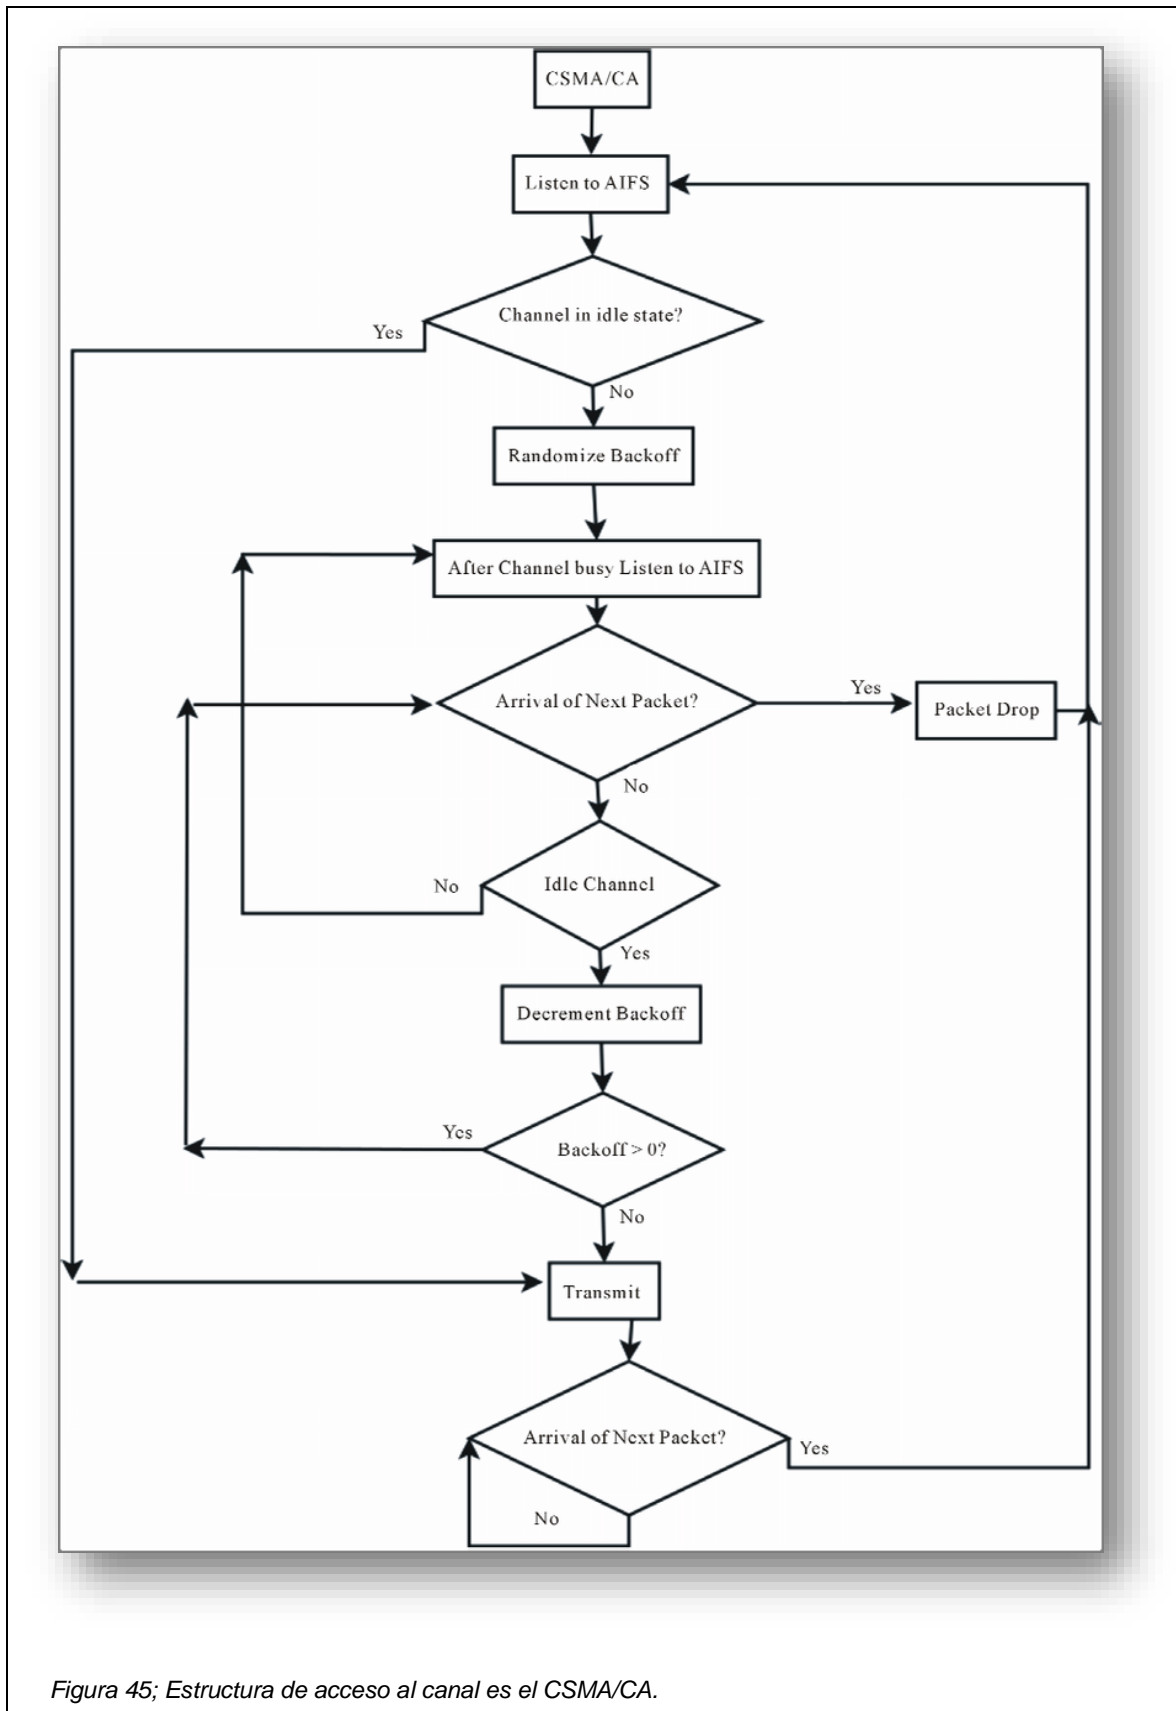 CSMA/CA
Listen to AIFS
Channel in idle state?
Yes
No
Randomize Backoff
After Channel busy Listen to AIFS
Arrival of Next Packet?
Yes
Packet Drop
No
Idle Channel
No
Yes
Decrement Backoff
Yes
Backoff > 0?
No
Transmit
Arrival of Next Packet?
Yes
No
Figura 45; Estructura de acceso al canal es el CSMA/CA.